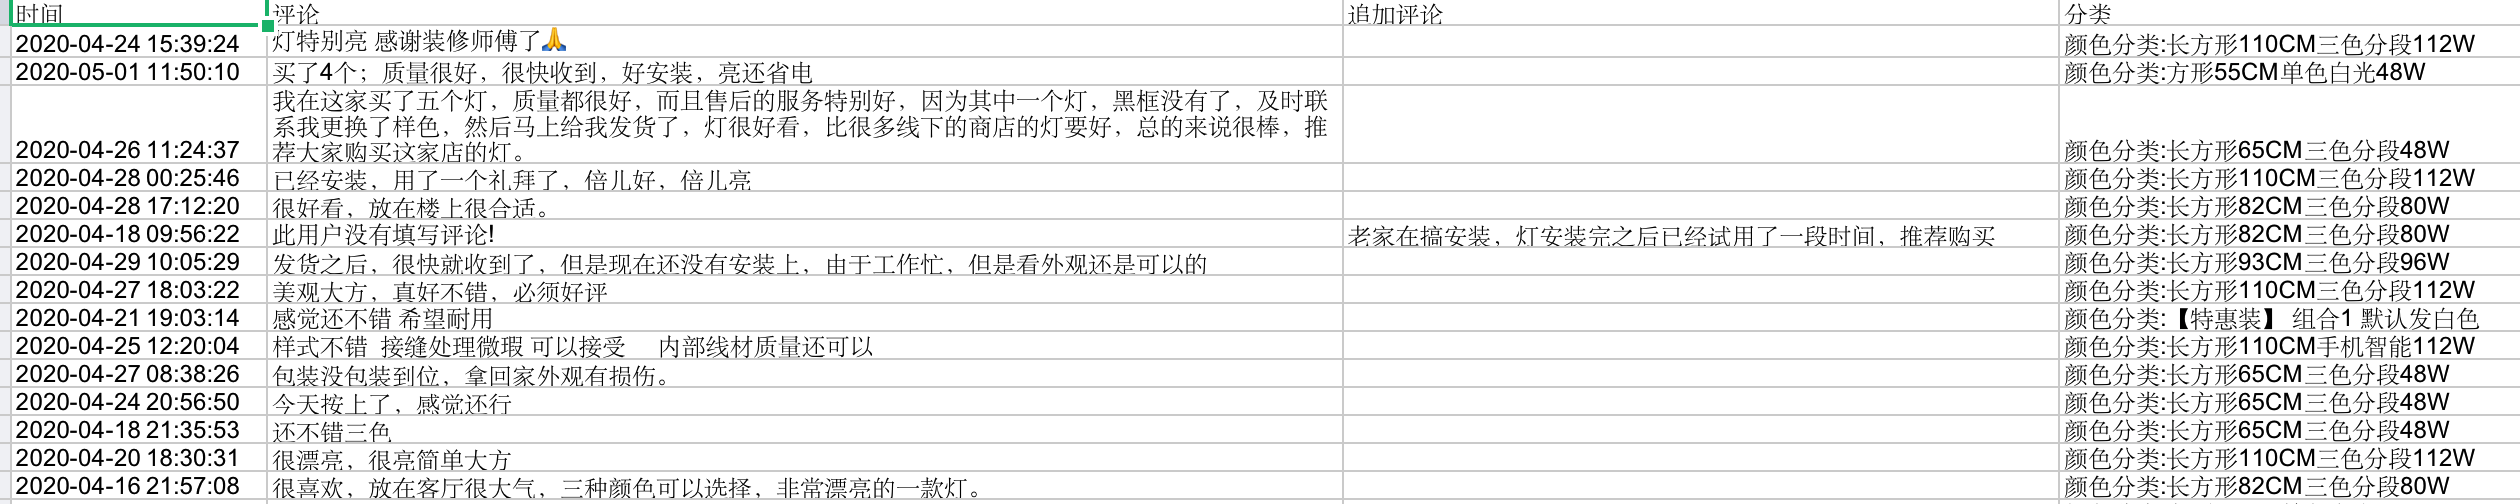 时间 评论 追加评论 分类
2020-04-24 15:39:24 灯特别亮 感谢装修师傅了🙏 颜色分类:长方形110CM三色分段112W
2020-05-01 11:50:10 买了4个；质量很好，很快收到，好安装，亮还省电 颜色分类:方形55CM单色白光48W
我在这家买了五个灯，质量都很好，而且售后的服务特别好，因为其中一个灯，黑框没有了，及时联
系我更换了样色，然后马上给我发货了，灯很好看，比很多线下的商店的灯要好，总的来说很棒，推
2020-04-26 11:24:37 荐大家购买这家店的灯。 颜色分类:长方形65CM三色分段48W
2020-04-28 00:25:46 已经安装，用了一个礼拜了，倍儿好，倍儿亮 颜色分类:长方形110CM三色分段112W
2020-04-28 17:12:20 很好看，放在楼上很合适。 颜色分类:长方形82CM三色分段80W
2020-04-18 09:56:22 此用户没有填写评论! 老家在搞安装，灯安装完之后已经试用了一段时间，推荐购买 颜色分类:长方形82CM三色分段80W
2020-04-29 10:05:29 发货之后，很快就收到了，但是现在还没有安装上，由于工作忙，但是看外观还是可以的 颜色分类:长方形93CM三色分段96W
2020-04-27 18:03:22 美观大方，真好不错，必须好评 颜色分类:长方形110CM三色分段112W
2020-04-21 19:03:14 感觉还不错 希望耐用 颜色分类:【特惠装】 组合1 默认发白色
2020-04-25 12:20:04 样式不错 接缝处理微瑕 可以接受 内部线材质量还可以 颜色分类:长方形110CM手机智能112W
2020-04-27 08:38:26 包装没包装到位，拿回家外观有损伤。 颜色分类:长方形65CM三色分段48W
2020-04-24 20:56:50 今天按上了，感觉还行 颜色分类:长方形65CM三色分段48W
2020-04-18 21:35:53 还不错三色 颜色分类:长方形65CM三色分段48W
2020-04-20 18:30:31 很漂亮，很亮简单大方 颜色分类:长方形110CM三色分段112W
2020-04-16 21:57:08 很喜欢，放在客厅很大气，三种颜色可以选择，非常漂亮的一款灯。 颜色分类:长方形82CM三色分段80W